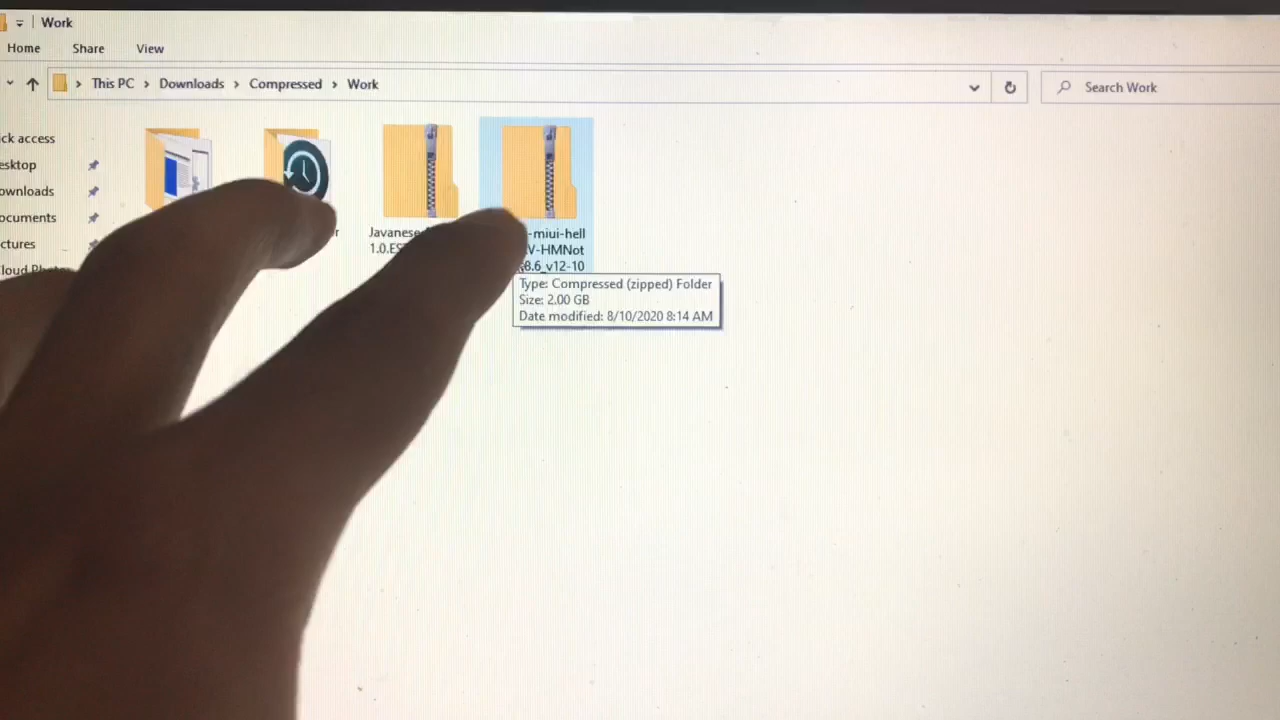 Work
Home Share View
This PC Downloads Compressed Work
Search Work
ck access
esktop
ownloads
ocuments
ctures
Javanese
1.0.ES
-miui-hell
V-HMNot
8.6_v12-10
Type: Compressed (zipped) Folder
Size: 2.00 GB
Date modified: 8/10/2020 8:14 AM